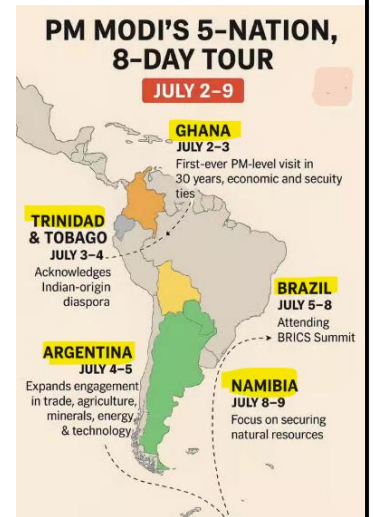 PM MODI'S 5-NATION,
8-DAY TOUR
JULY 2–9
GHANA
JULY 2–3
First-ever PM-level visit in
30 years, economic and secuity
ties
TRINIDAD
& TOBAGO
JULY 3–4
Acknowledges
Indian-origin
diaspora
BRAZIL
JULY 5–8
Attending
BRICS Summit
ARGENTINA
JULY 4–5
Expands engagement
in trade, agriculture,
minerals, energy
& technology
NAMIBIA
JULY 8–9
Focus on securing
natural resources